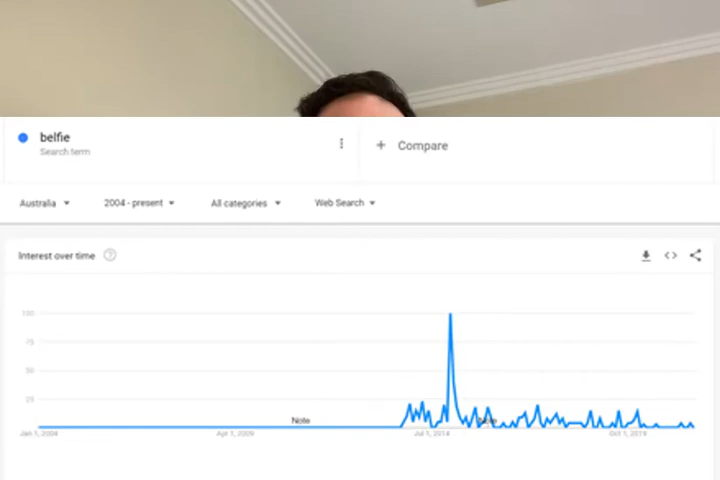 belfie
Search term
+ Compare
Australia 2004 - present All categories Web Search
Interest over time
100
75
50
25
Note Note
Jan 1, 2004 Apr 1, 2009 Jul 1, 2014 Oct 1, 2019